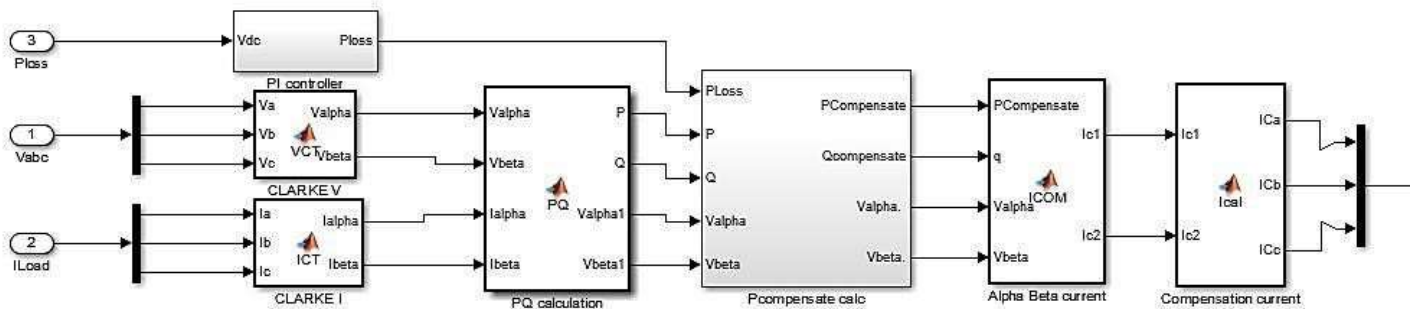 3
Ploss
Vdc
Ploss
PI controller
1
Vabc
Va
Vb
Vc
VCT
Valpha
Vbeta
CLARKE V
2
ILoad
Ia
Ib
Ic
ICT
Ialpha
Ibeta
CLARKE I
Valpha
Vbeta
Ialpha
Ibeta
PQ
P
Q
Valpha1
Vbeta1
PQ calculation
PLoss
P
Q
Valpha
Vbeta
PCompensate
Qcompensate
Valpha.
Vbeta.
Pcompensate calc
PCompensate
q
Valpha
Vbeta
ICOM
Ic1
Ic2
Alpha Beta current
Ic1
Ic2
Ical
ICa
ICb
ICc
Compensation current